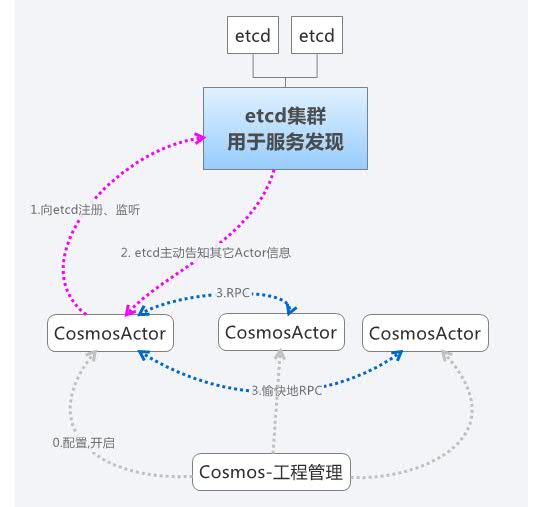 etcd
etcd
etcd集群
用于服务发现
1.向etcd注册、监听
2. etcd主动告知其它Actor信息
3.RPC
CosmosActor
CosmosActor
CosmosActor
3.愉快地RPC
0.配置,开启
Cosmos-工程管理